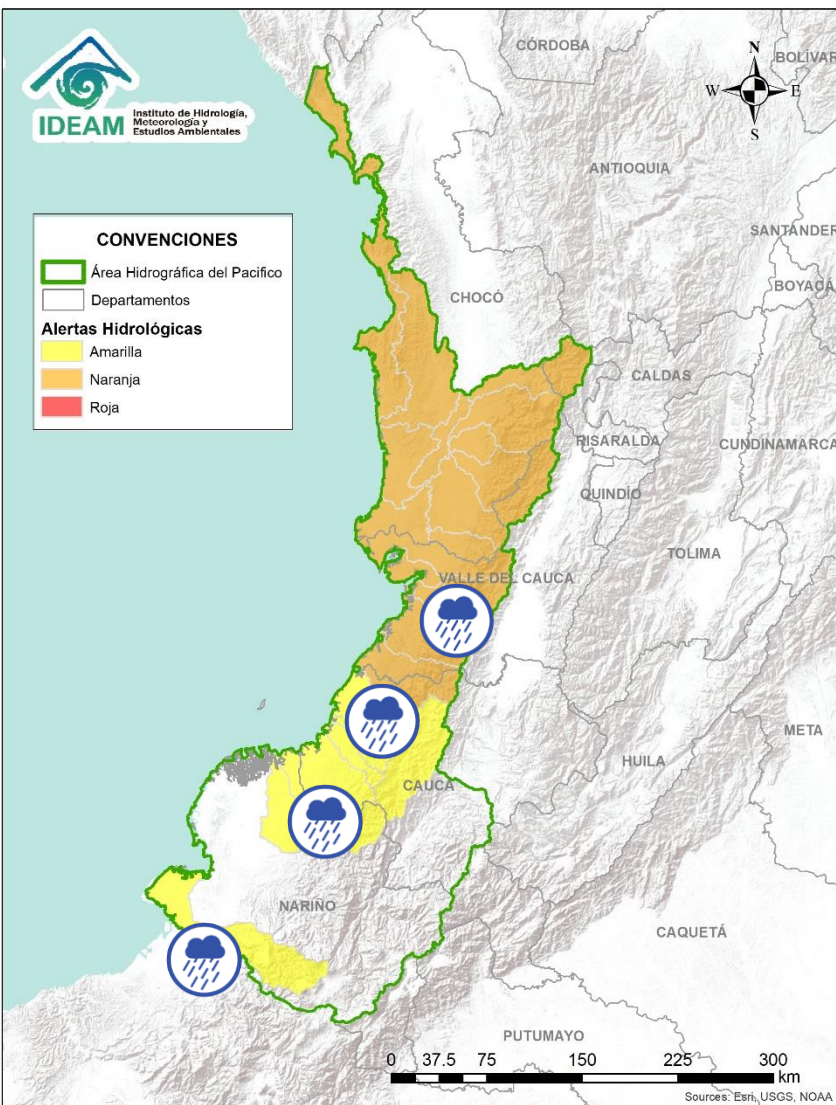 IDEAM
Instituto de Hidrología,
Meteorología y
Estudios Ambientales
CONVENCIONES
Área Hidrográfica del Pacifico
Departamentos
Alertas Hidrológicas
Amarilla
Naranja
Roja
N
W
E
S
CÓRDOBA
BOLÍVAR
ANTIOQUIA
SANTANDER
BOYACÁ
CHOCÓ
CALDAS
RISARALDA
CUNDINAMARCA
QUINDÍO
TOLIMA
VALLE DEL CAUCA
META
HUILA
CAUCA
NARIÑO
CAQUETÁ
PUTUMAYO
0 37.5 75 150 225 300
km
Sources: Esri, USGS, NOAA